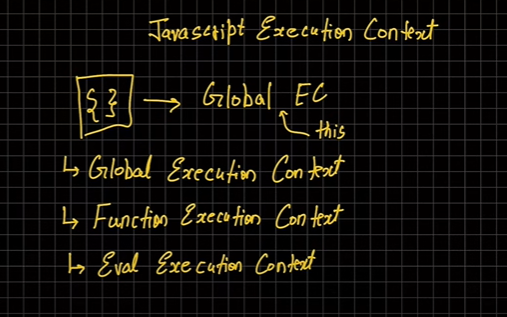 Javascript Execution Context
{ } → Global EC
this
↳ Global Execution Context
↳ Function Execution Context
↳ Eval Execution Context